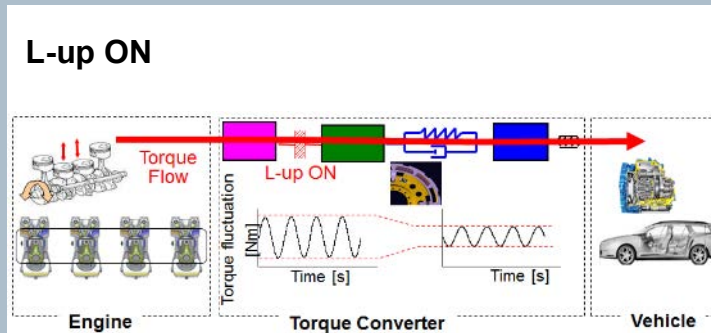 L-up ON
Torque
Flow
L-up ON
Torque fluctuation
[Nm]
Time [s]
Time [s]
Engine
Torque Converter
Vehicle